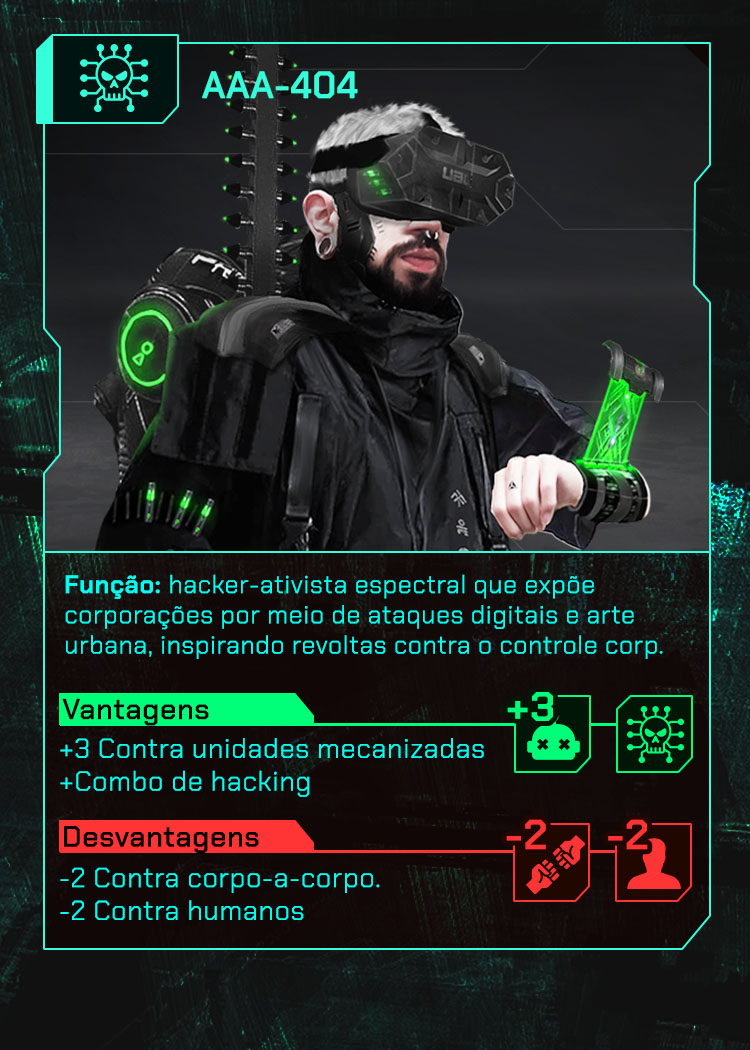 AAA-404
Função: hacker-ativista espectral que expõe
corporações por meio de ataques digitais e arte
urbana, inspirando revoltas contra o controle corp.
Vantagens
+3
+3 Contra unidades mecanizadas
+Combo de hacking
Desvantagens
-2
-2
-2 Contra corpo-a-corpo.
-2 Contra humanos